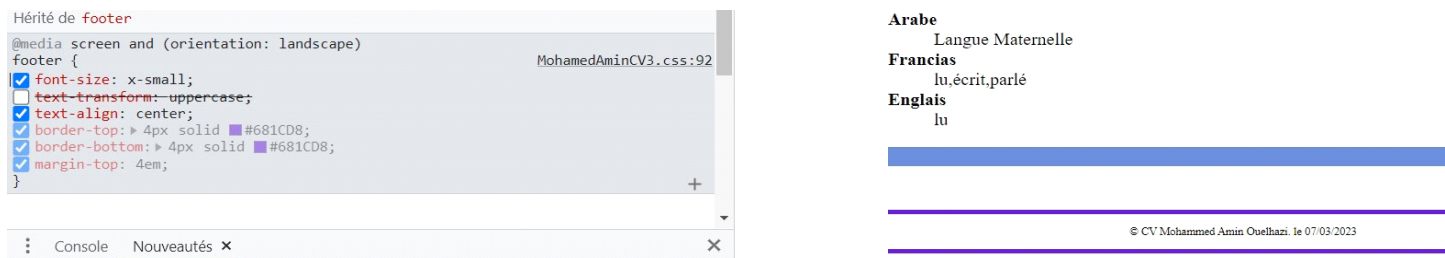 Hérité de footer
@media screen and (orientation: landscape)
footer {
MohamedAminCV3.css:92
font-size: x-small;
text-transform: uppercase;
text-align: center;
border-top: 4px solid #681CD8;
border-bottom: 4px solid #681CD8;
margin-top: 4em;
}
Console Nouveautés
Arabe
Langue Maternelle
Francias
lu,écrit,parlé
Englais
lu
© CV Mohammed Amin Ouelhazi. le 07/03/2023